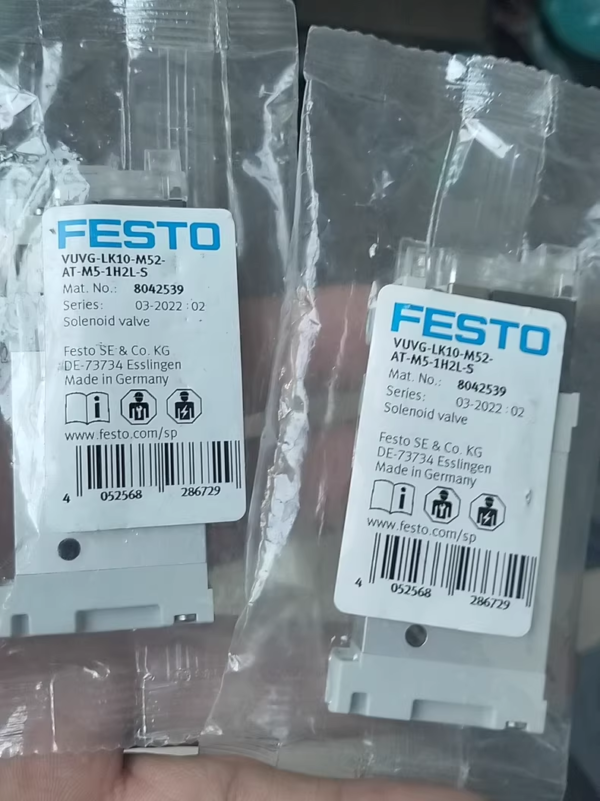 FESTO
VUVG-LK10-M52-
AT-M5-1H2L-S
Mat. No.: 8042539
Series: 03-2022 : 02
Solenoid valve
Festo SE & Co. KG
DE-73734 Esslingen
Made in Germany
www.festo.com/sp
4 052568 286729
FESTO
VUVG-LK10-M52-
AT-M5-1H2L-S
Mat. No.: 8042539
Series: 03-2022 : 02
Solenoid valve
Festo SE & Co. KG
DE-73734 Esslingen
Made in Germany
www.festo.com/sp
4 052568 286729